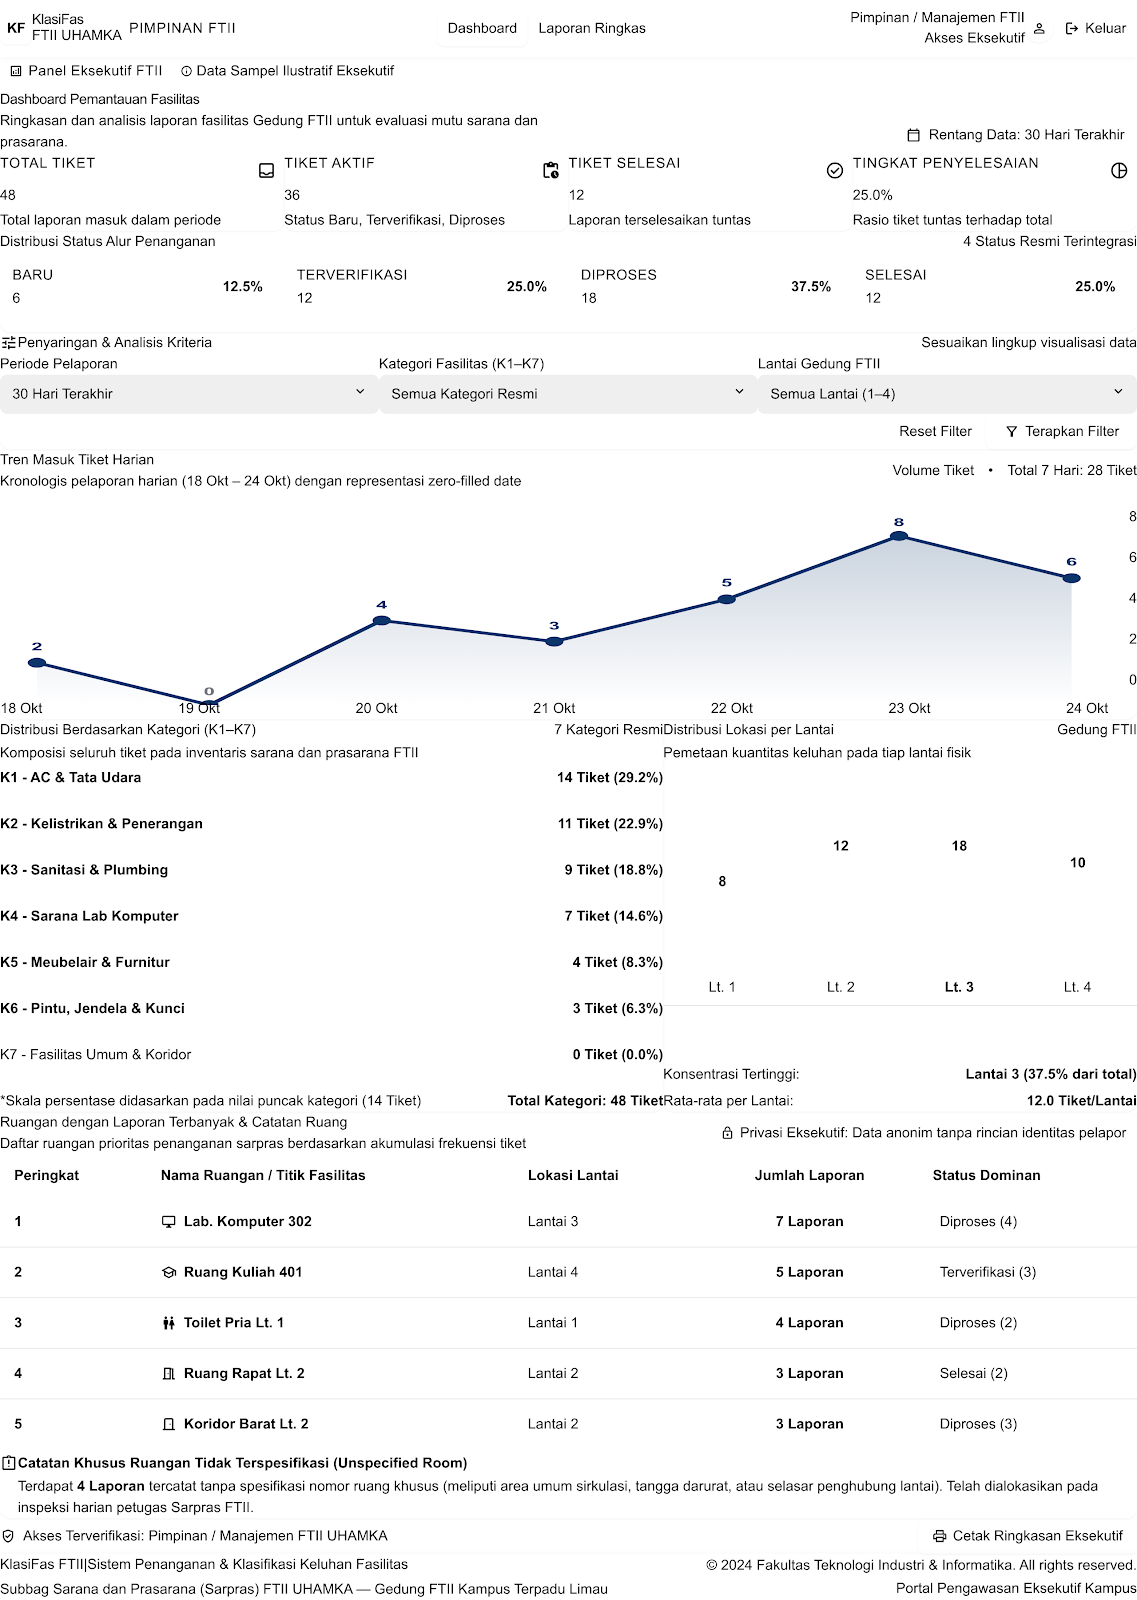 KF KlasiFas
FTII UHAMKA PIMPINAN FTII
Dashboard Laporan Ringkas
Pimpinan / Manajemen FTII
Akses Eksekutif
Keluar
Panel Eksekutif FTII Data Sampel Ilustratif Eksekutif
Dashboard Pemantauan Fasilitas
Ringkasan dan analisis laporan fasilitas Gedung FTII untuk evaluasi mutu sarana dan
prasarana.
Rentang Data: 30 Hari Terakhir
TOTAL TIKET
48
Total laporan masuk dalam periode
TIKET AKTIF
36
Status Baru, Terverifikasi, Diproses
TIKET SELESAI
12
Laporan terselesaikan tuntas
TINGKAT PENYELESAIAN
25.0%
Rasio tiket tuntas terhadap total
Distribusi Status Alur Penanganan 4 Status Resmi Terintegrasi
BARU
6
12.5%
TERVERIFIKASI
12
25.0%
DIPROSES
18
37.5%
SELESAI
12
25.0%
Penyaringan & Analisis Kriteria Sesuaikan lingkup visualisasi data
Periode Pelaporan
30 Hari Terakhir
Kategori Fasilitas (K1–K7)
Semua Kategori Resmi
Lantai Gedung FTII
Semua Lantai (1–4)
Reset Filter Terapkan Filter
Tren Masuk Tiket Harian
Kronologis pelaporan harian (18 Okt – 24 Okt) dengan representasi zero-filled date
Volume Tiket • Total 7 Hari: 28 Tiket
2 0 4 3 5 8 6
8
6
4
2
0
18 Okt 19 Okt 20 Okt 21 Okt 22 Okt 23 Okt 24 Okt
Distribusi Berdasarkan Kategori (K1–K7) 7 Kategori Resmi
Komposisi seluruh tiket pada inventaris sarana dan prasarana FTII
K1 - AC & Tata Udara 14 Tiket (29.2%)
K2 - Kelistrikan & Penerangan 11 Tiket (22.9%)
K3 - Sanitasi & Plumbing 9 Tiket (18.8%)
K4 - Sarana Lab Komputer 7 Tiket (14.6%)
K5 - Meubelair & Furnitur 4 Tiket (8.3%)
K6 - Pintu, Jendela & Kunci 3 Tiket (6.3%)
K7 - Fasilitas Umum & Koridor 0 Tiket (0.0%)
*Skala persentase didasarkan pada nilai puncak kategori (14 Tiket) Total Kategori: 48 Tiket
Distribusi Lokasi per Lantai Gedung FTII
Pemetaan kuantitas keluhan pada tiap lantai fisik
8 12 18 10
Lt. 1 Lt. 2 Lt. 3 Lt. 4
Konsentrasi Tertinggi: Lantai 3 (37.5% dari total)
Rata-rata per Lantai: 12.0 Tiket/Lantai
Ruangan dengan Laporan Terbanyak & Catatan Ruang
Daftar ruangan prioritas penanganan sarpras berdasarkan akumulasi frekuensi tiket
Privasi Eksekutif: Data anonim tanpa rincian identitas pelapor
Peringkat Nama Ruangan / Titik Fasilitas Lokasi Lantai Jumlah Laporan Status Dominan
1 Lab. Komputer 302 Lantai 3 7 Laporan Diproses (4)
2 Ruang Kuliah 401 Lantai 4 5 Laporan Terverifikasi (3)
3 Toilet Pria Lt. 1 Lantai 1 4 Laporan Diproses (2)
4 Ruang Rapat Lt. 2 Lantai 2 3 Laporan Selesai (2)
5 Koridor Barat Lt. 2 Lantai 2 3 Laporan Diproses (3)
Catatan Khusus Ruangan Tidak Terspesifikasi (Unspecified Room)
Terdapat 4 Laporan tercatat tanpa spesifikasi nomor ruang khusus (meliputi area umum sirkulasi, tangga darurat, atau selasar penghubung lantai). Telah dialokasikan pada
inspeksi harian petugas Sarpras FTII.
Akses Terverifikasi: Pimpinan / Manajemen FTII UHAMKA Cetak Ringkasan Eksekutif
KlasiFas FTII|Sistem Penanganan & Klasifikasi Keluhan Fasilitas
Subbag Sarana dan Prasarana (Sarpras) FTII UHAMKA — Gedung FTII Kampus Terpadu Limau
© 2024 Fakultas Teknologi Industri & Informatika. All rights reserved.
Portal Pengawasan Eksekutif Kampus